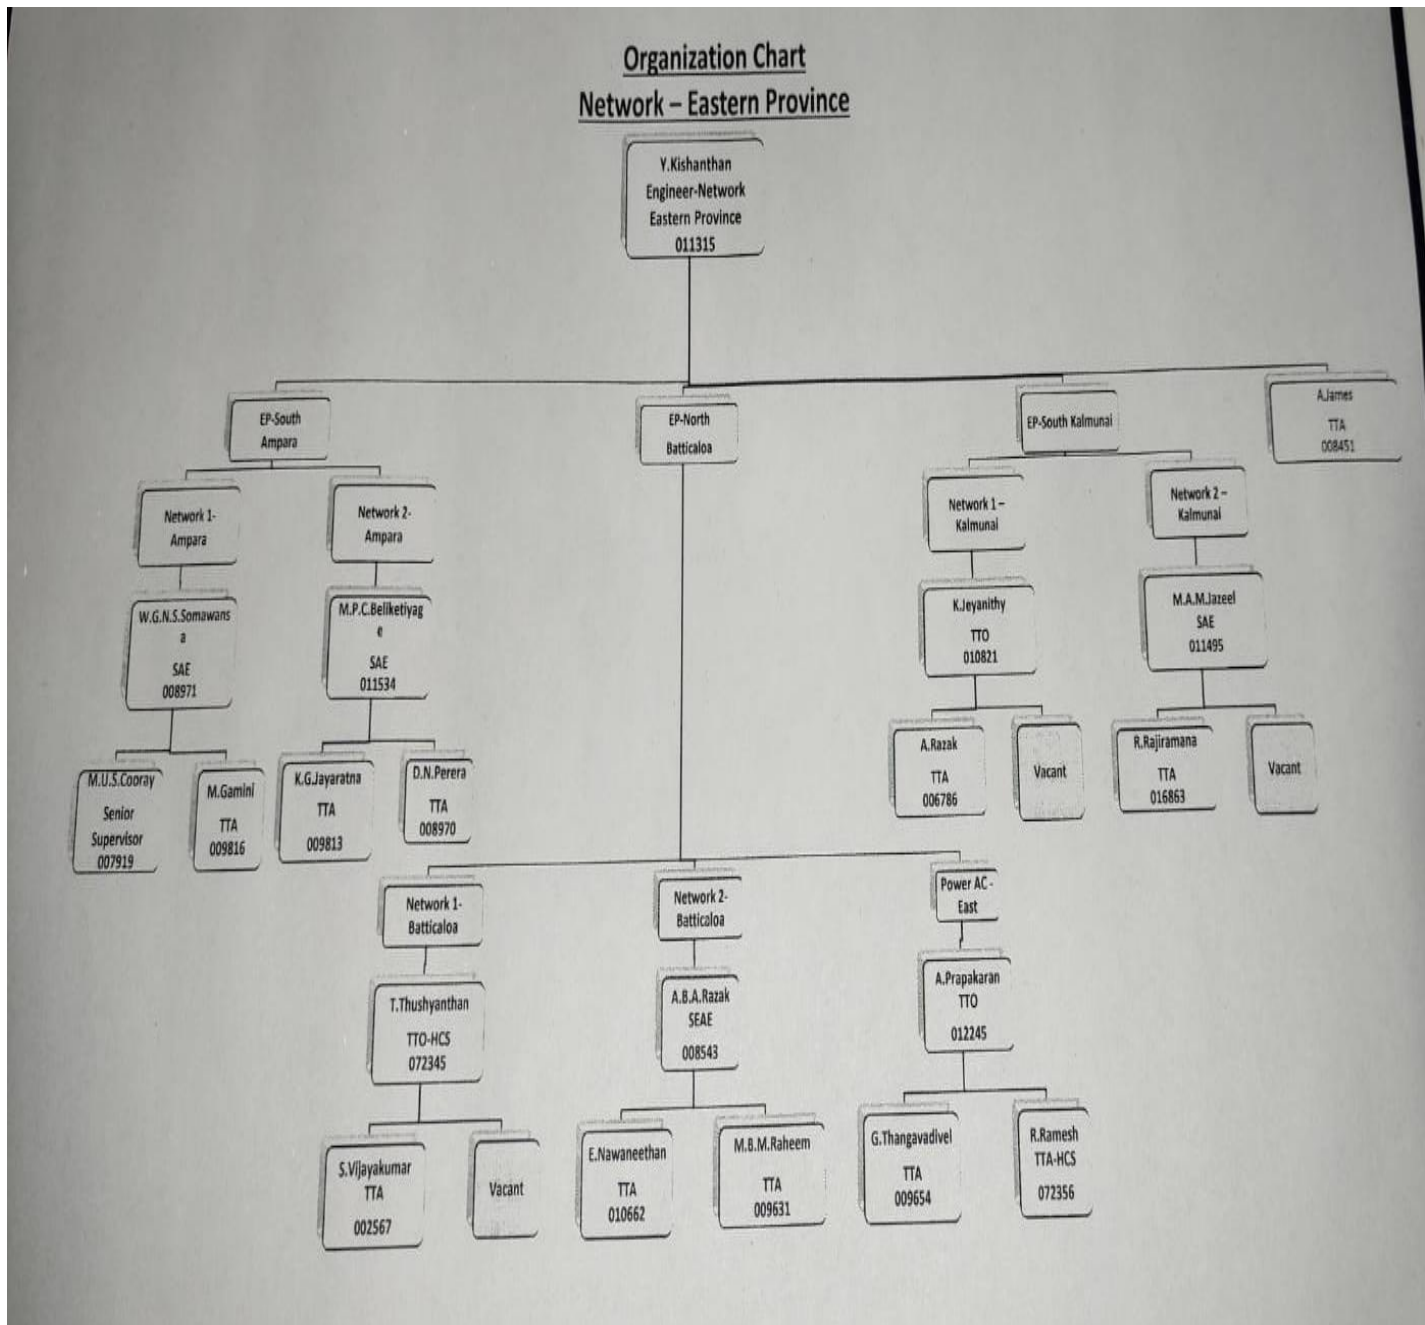 Organization Chart
Network – Eastern Province
Y.Kishanthan
Engineer-Network
Eastern Province
011315
EP-South
Ampara
EP-North
Batticaloa
EP-South Kalmunai
A.James
TTA
008451
Network 1-
Ampara
Network 2-
Ampara
Network 1 –
Kalmunai
Network 2 –
Kalmunai
W.G.N.S.Somawans
a
SAE
008971
M.P.C.Beliketiyag
e
SAE
011534
K.Jeyanithy
TTO
010821
M.A.M.Jazeel
SAE
011495
M.U.S.Cooray
Senior
Supervisor
007919
M.Gamini
TTA
009816
K.G.Jayaratna
TTA
009813
D.N.Perera
TTA
008970
A.Razak
TTA
006786
Vacant
R.Rajiramana
TTA
016863
Vacant
Network 1-
Batticaloa
Network 2-
Batticaloa
Power AC -
East
T.Thushyanthan
TTO-HCS
072345
A.B.A.Razak
SEAE
008543
A.Prapakaran
TTO
012245
S.Vijayakumar
TTA
002567
Vacant
E.Nawaneethan
TTA
010662
M.B.M.Raheem
TTA
009631
G.Thangavadivel
TTA
009654
R.Ramesh
TTA-HCS
072356